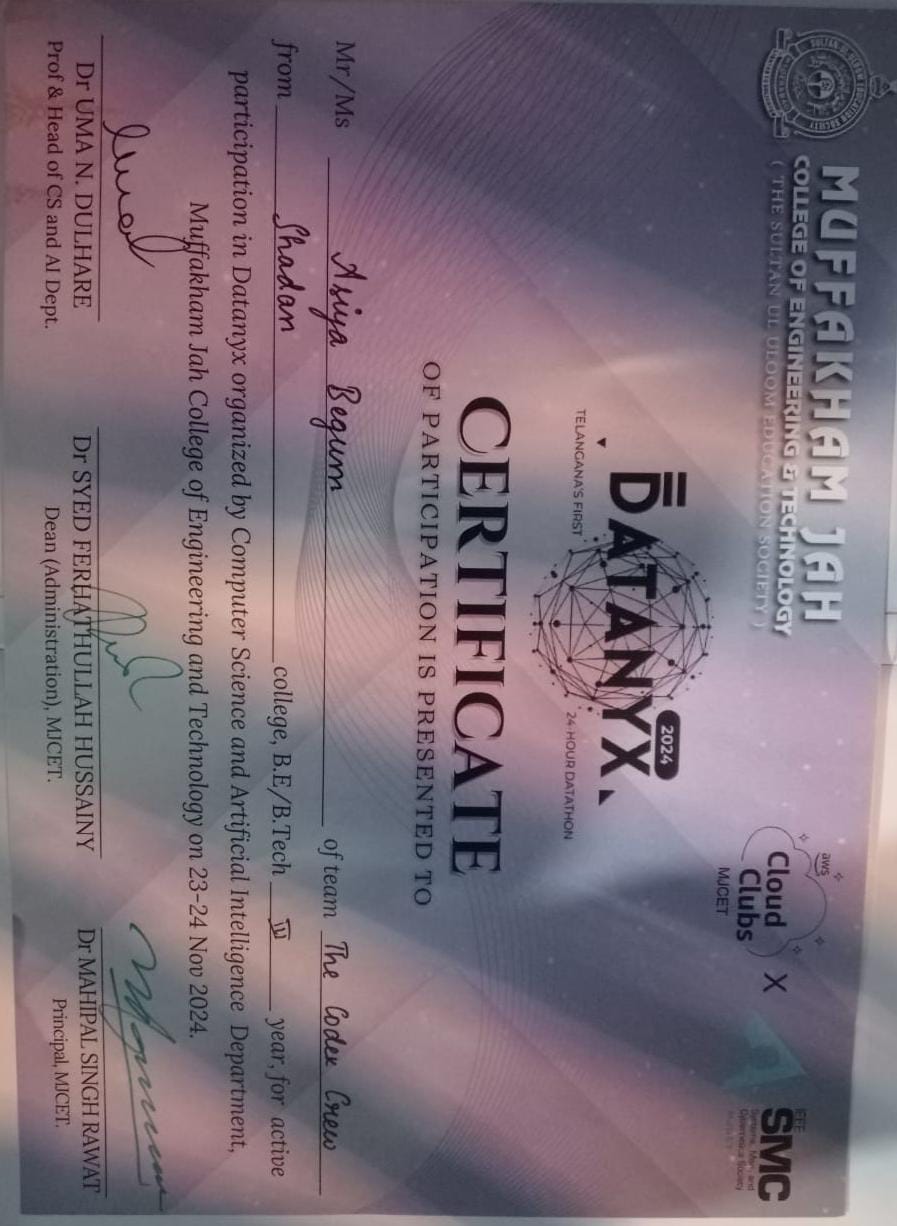 MUFFAKHAM JAH
COLLEGE OF ENGINEERING & TECHNOLOGY
( THE SULTAN UL ULOOM EDUCATION SOCIETY )
aws
Cloud
Clubs
MJCET
X
IEEE
SMC
Systems, Man, and
Cybernetics Society
2024
DATANYX
TELANGANA'S FIRST 24-HOUR DATATHON
CERTIFICATE
OF PARTICIPATION IS PRESENTED TO
Mr/Ms Asiya Begum of team The Codex Crew
from Shadan college, B.E/B.Tech year, for active
participation in Datanyx organized by Computer Science and Artificial Intelligence Department,
Muffakham Jah College of Engineering and Technology on 23-24 Nov 2024.
Dr UMA N. DULHARE
Prof & Head of CS and AI Dept.
Dr SYED FERHATHULLAH HUSSAINY
Dean (Administration), MJCET.
Dr MAHIPAL SINGH RAWAT
Principal, MJCET.